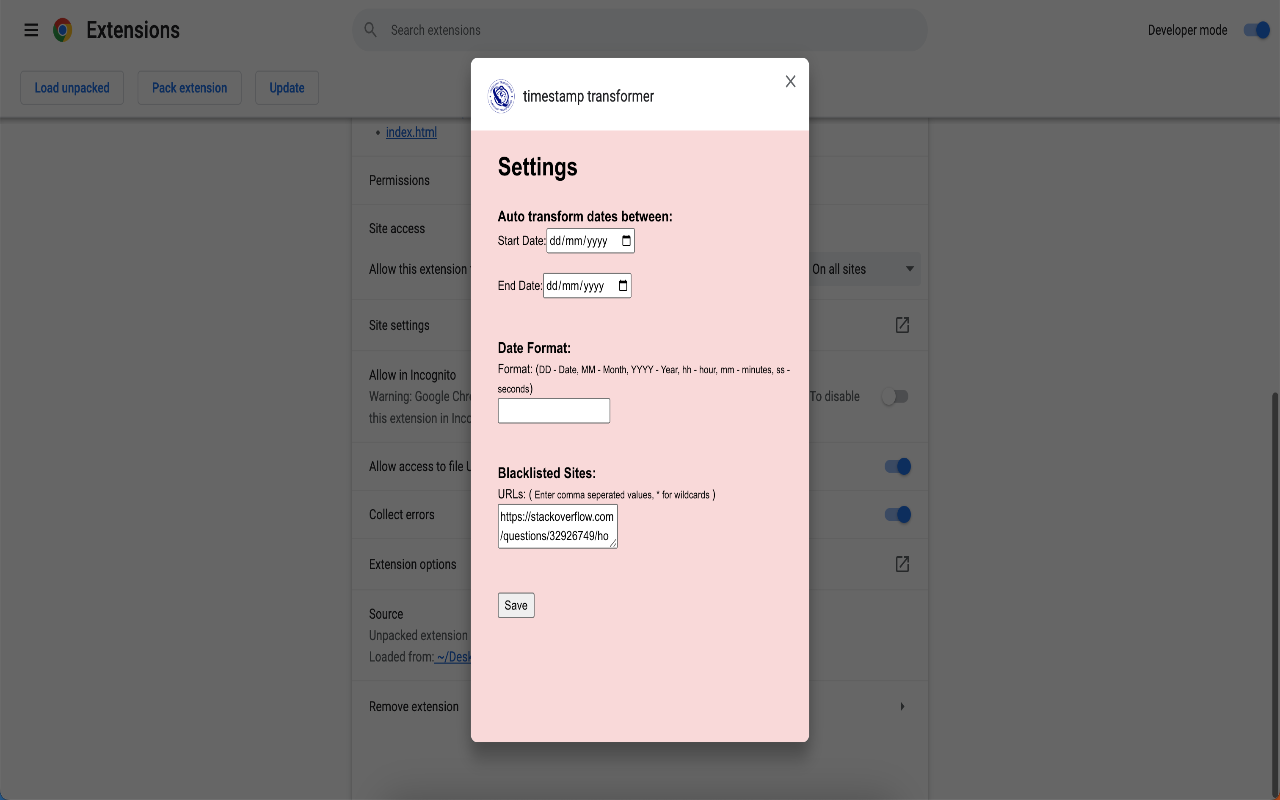 Extensions
Search extensions
Developer mode
Load unpacked
Pack extension
Update
index.html
Permissions
Site access
Allow this extension
On all sites
Site settings
Allow in Incognito
Warning: Google Chr
To disable
this extension in Inco
Allow access to file U
Collect errors
Extension options
Source
Unpacked extension
Loaded from: ~/Desk
Remove extension
timestamp transformer
X
Settings
Auto transform dates between:
Start Date: dd/mm/yyyy
End Date: dd/mm/yyyy
Date Format:
Format: (DD - Date, MM - Month, YYYY - Year, hh - hour, mm - minutes, ss -
seconds)
Blacklisted Sites:
URLs: ( Enter comma seperated values, * for wildcards )
https://stackoverflow.com
/questions/32926749/ho
Save